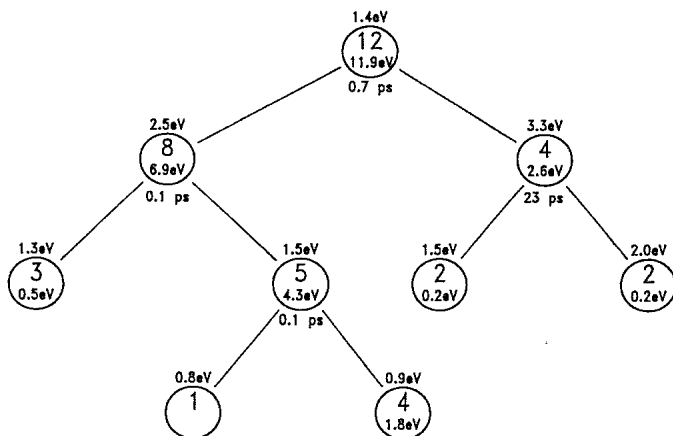 1.4eV
12
11.9eV
0.7 ps
2.5eV
8
6.9eV
0.1 ps
3.3eV
4
2.6eV
23 ps
1.3eV
3
0.5eV
1.5eV
5
4.3eV
0.1 ps
1.5eV
2
0.2eV
2.0eV
2
0.2eV
0.8eV
1
0.9eV
4
1.8eV